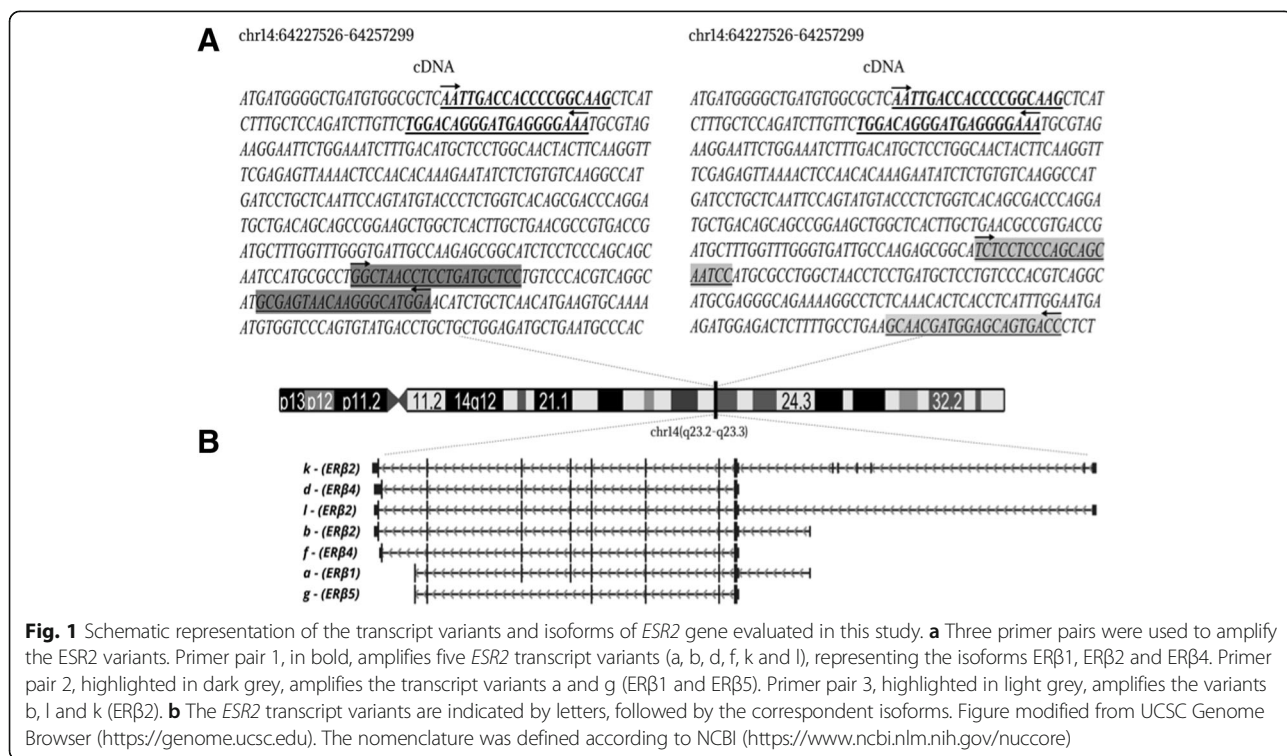 A
chr14:64227526-64257299
cDNA
ATGATGGGGCTGATGTGGCGCTCAATTGACCACCCCGGCAAGCTCAT
CTTTGCTCCAGATCTTGTTCTGGACAGGGATGAGGGGAAATGCGTAG
AAGGAATTCTGGAAATCTTTGACATGCTCCTGGCAACTACTTCAAGGTT
TCGAGAGTTAAAACTCCAACACAAAGAATATCTCTGTGTCAAGGCCAT
GATCCTGCTCAATTCCAGTATGTACCCTCTGGTCACAGCGACCCAGGA
TGCTGACAGCAGCCGGAAGCTGGCTCACTTGCTGAACGCCGTGACCG
ATGCTTTGGTTTGGGTGATTGCCAAGAGCGGCATCTCCTCCCAGCAGC
AATCCATGCGCCTGGCTAACCTCCTGATGCTCCTGTCCCACGTCAGGC
ATGCGAGTAACAAGGGCATGGAACATCTGCTCAACATGAAGTGCAAAA
ATGTGGTCCCAGTGTATGACCTGCTGCTGGAGATGCTGAATGCCCAC
chr14:64227526-64257299
cDNA
ATGATGGGGCTGATGTGGCGCTCAATTGACCACCCCGGCAAGCTCAT
CTTTGCTCCAGATCTTGTTCTGGACAGGGATGAGGGGAAATGCGTAG
AAGGAATTCTGGAAATCTTTGACATGCTCCTGGCAACTACTTCAAGGTT
TCGAGAGTTAAAACTCCAACACAAAGAATATCTCTGTGTCAAGGCCAT
GATCCTGCTCAATTCCAGTATGTACCCTCTGGTCACAGCGACCCAGGA
TGCTGACAGCAGCCGGAAGCTGGCTCACTTGCTGAACGCCGTGACCG
ATGCTTTGGTTTGGGTGATTGCCAAGAGCGGCATCTCCTCCCAGCAGC
AATCCATGCGCCTGGCTAACCTCCTGATGCTCCTGTCCCACGTCAGGC
ATGCGAGGGCAGAAAAGGCCTCTCAAACACTCACCTCATTTGGAATGA
AGATGGAGACTCTTTTGCCTGAAGCAACGATGGAGCAGTGACCCTCT
p13 p12 p11.2 11.2 14q12 21.1 24.3 32.2
chr14(q23.2-q23.3)
B
k - (ERβ2)
d - (ERβ4)
l - (ERβ2)
b - (ERβ2)
f - (ERβ4)
a - (ERβ1)
g - (ERβ5)
Fig. 1 Schematic representation of the transcript variants and isoforms of ESR2 gene evaluated in this study. a Three primer pairs were used to amplify
the ESR2 variants. Primer pair 1, in bold, amplifies five ESR2 transcript variants (a, b, d, f, k and l), representing the isoforms ERβ1, ERβ2 and ERβ4. Primer
pair 2, highlighted in dark grey, amplifies the transcript variants a and g (ERβ1 and ERβ5). Primer pair 3, highlighted in light grey, amplifies the variants
b, l and k (ERβ2). b The ESR2 transcript variants are indicated by letters, followed by the correspondent isoforms. Figure modified from UCSC Genome
Browser (https://genome.ucsc.edu). The nomenclature was defined according to NCBI (https://www.ncbi.nlm.nih.gov/nuccore)